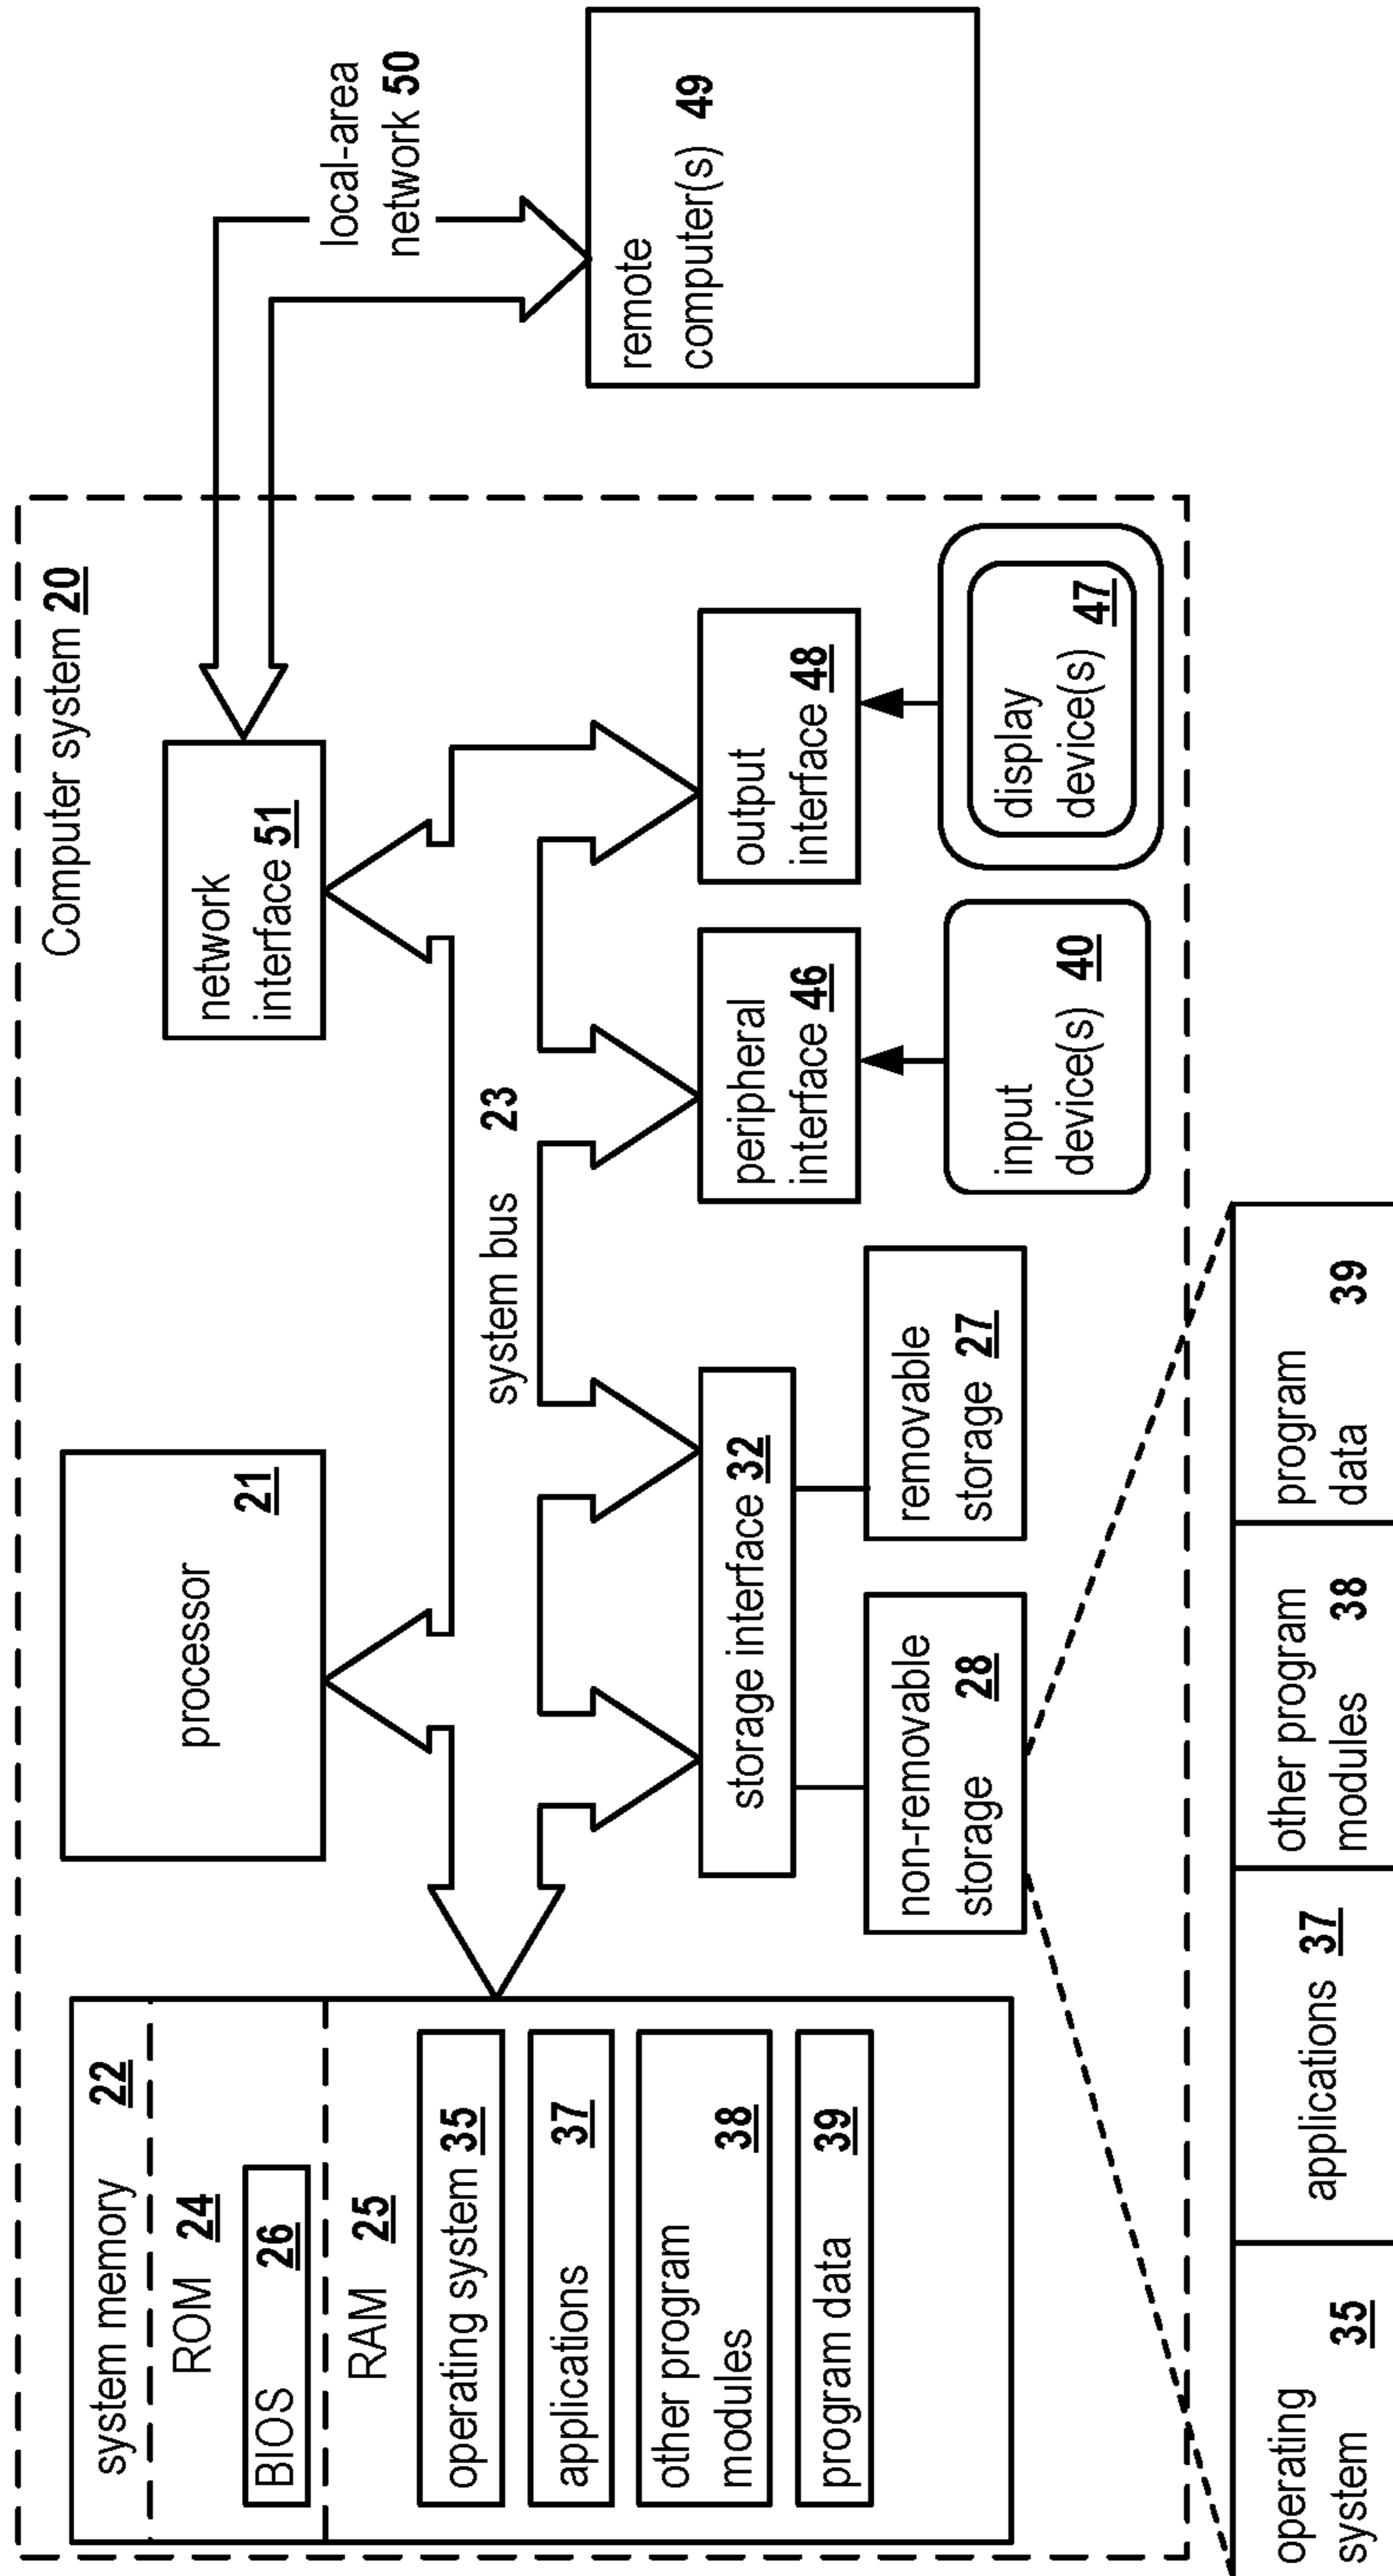 Computer system 20
system memory 22
ROM 24
BIOS 26
RAM 25
operating system 35
applications 37
other program
modules 38
program data 39
processor
21
network
interface 51
local-area
network 50
system bus 23
storage interface 32
non-removable
storage 28
removable
storage 27
peripheral
interface 46
output
interface 48
input
device(s) 40
display
device(s) 47
remote
computer(s) 49
operating
system 35
applications 37
other program
modules 38
program
data 39